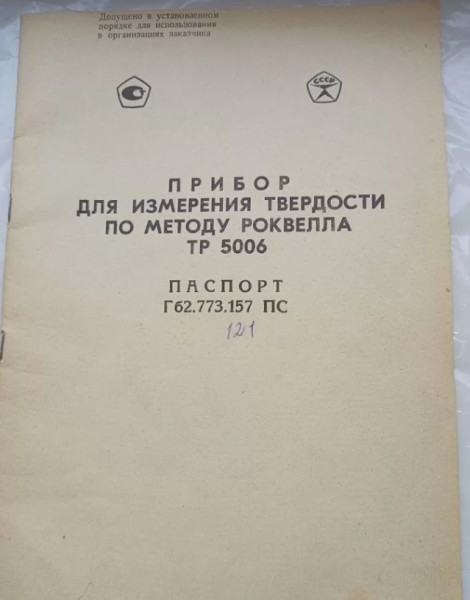 Допущено в установленном
порядке для использования
в организациях заказчика
СССР
ПРИБОР
ДЛЯ ИЗМЕРЕНИЯ ТВЕРДОСТИ
ПО МЕТОДУ РОКВЕЛЛА
ТР 5006
ПАСПОРТ
Гб2.773.157 ПС
121